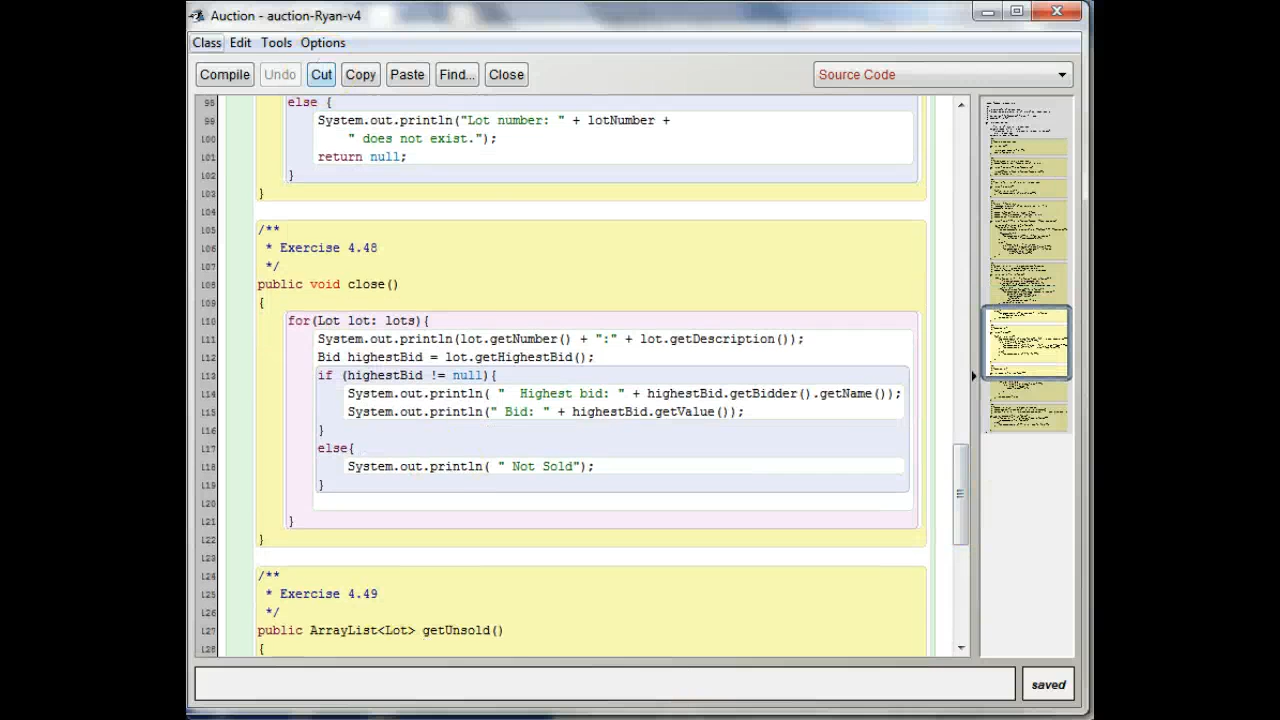 Auction - auction-Ryan-v4
Class Edit Tools Options
Compile Undo Cut Copy Paste Find... Close Source Code
98 else {
99 System.out.println("Lot number: " + lotNumber +
100 " does not exist.");
101 return null;
102 }
103 }
104
105 /**
106 * Exercise 4.48
107 */
108 public void close()
109 {
110 for(Lot lot: lots){
111 System.out.println(lot.getNumber() + ":" + lot.getDescription());
112 Bid highestBid = lot.getHighestBid();
113 if (highestBid != null){
114 System.out.println( "  Highest bid: " + highestBid.getBidder().getName());
115 System.out.println(" Bid: " + highestBid.getValue());
116 }
117 else{
118 System.out.println( " Not Sold");
119 }
120
121 }
122 }
123
124 /**
125 * Exercise 4.49
126 */
127 public ArrayList<Lot> getUnsold()
128 {
saved